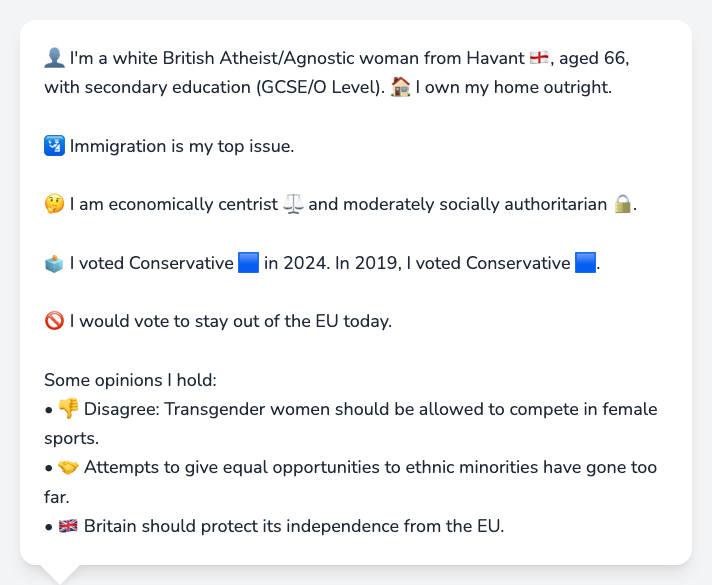 👤 I'm a white British Atheist/Agnostic woman from Havant 🏴󠁧󠁢󠁥󠁮󠁧󠁿, aged 66,
with secondary education (GCSE/O Level). 🏠 I own my home outright.
🛂 Immigration is my top issue.
🤔 I am economically centrist ⚖️ and moderately socially authoritarian 🔒.
🗳️ I voted Conservative 🟦 in 2024. In 2019, I voted Conservative 🟦.
🚫 I would vote to stay out of the EU today.
Some opinions I hold:
• 👎 Disagree: Transgender women should be allowed to compete in female
sports.
• 🤝 Attempts to give equal opportunities to ethnic minorities have gone too
far.
• 🇬🇧 Britain should protect its independence from the EU.